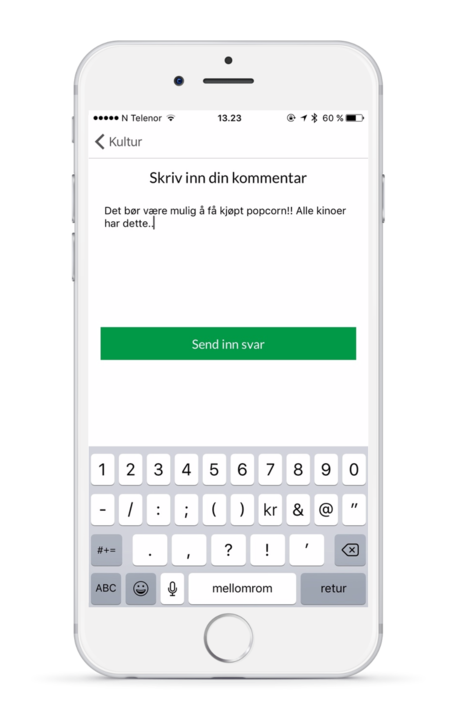 N Telenor 13.23 60 %
Kultur
Skriv inn din kommentar
Det bør være mulig å få kjøpt popcorn!! Alle kinoer
har dette..
Send inn svar
1 2 3 4 5 6 7 8 9 0
- / : ; ( ) kr & @ "
#+= . , ? ! ’
ABC mellomrom retur